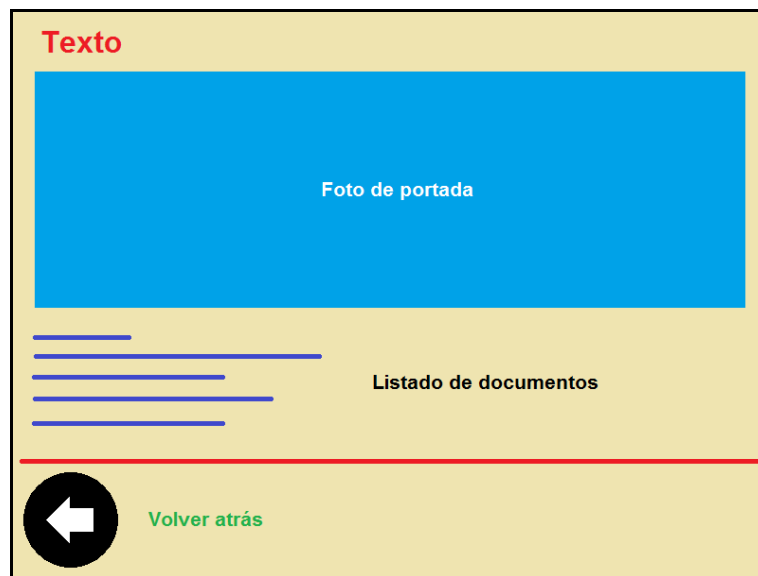 Texto
Foto de portada
Listado de documentos
Volver atrás